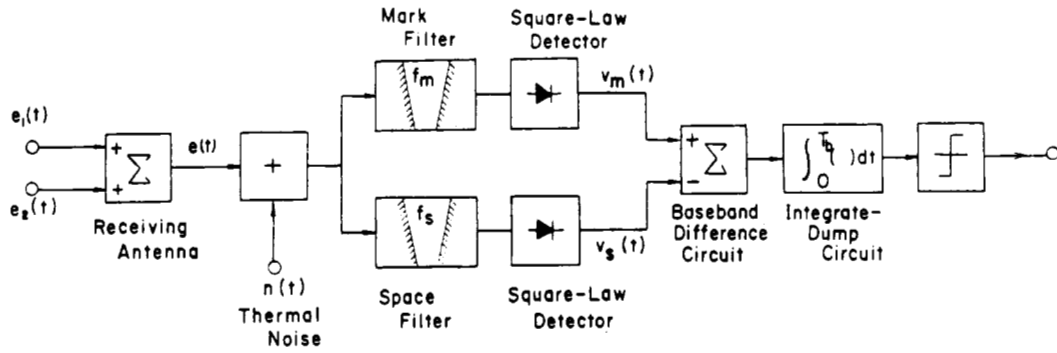 Mark
Filter
Square-Law
Detector
fm
vm(t)
e1(t)
e(t)
+
+
Σ
+
+
−
Σ
∫0Tb( )dt
e2(t)
Receiving
Antenna
n(t)
Thermal
Noise
fs
vs(t)
Space
Filter
Square-Law
Detector
Baseband
Difference
Circuit
Integrate-
Dump
Circuit